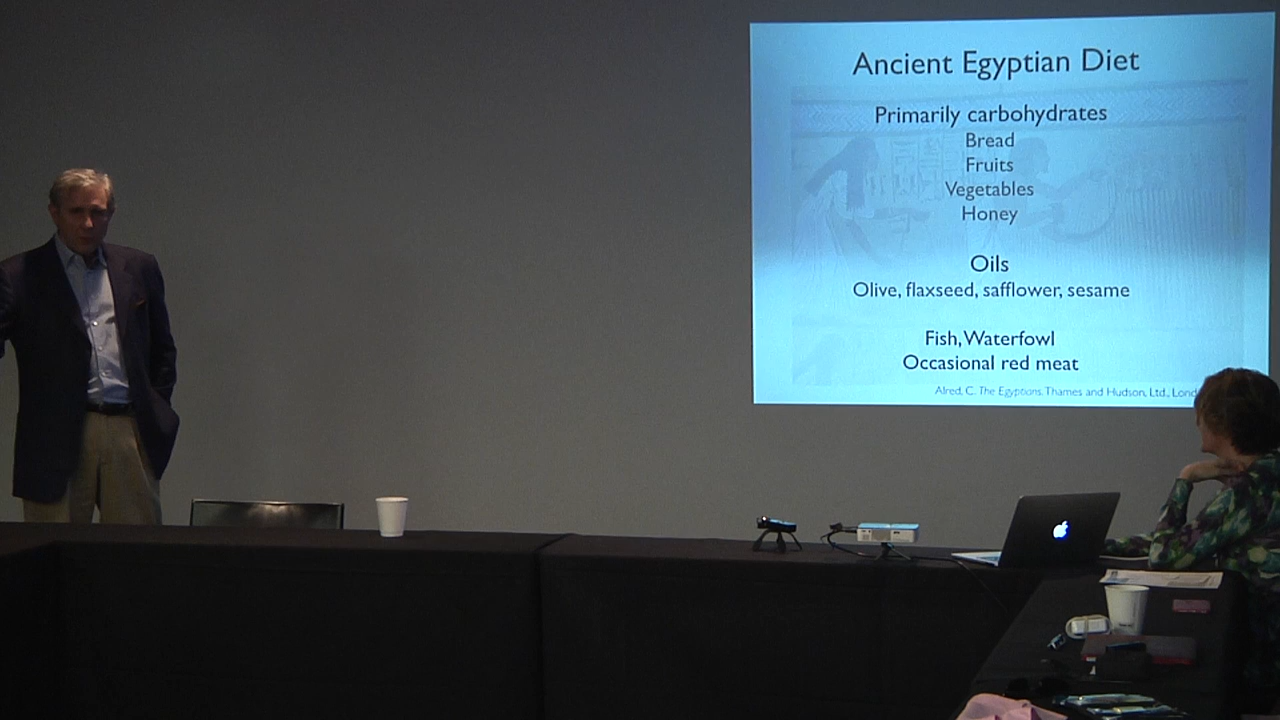 Ancient Egyptian Diet
Primarily carbohydrates
Bread
Fruits
Vegetables
Honey
Oils
Olive, flaxseed, safflower, sesame
Fish, Waterfowl
Occasional red meat
Alred, C. The Egyptions. Thames and Hudson, Ltd., Lond